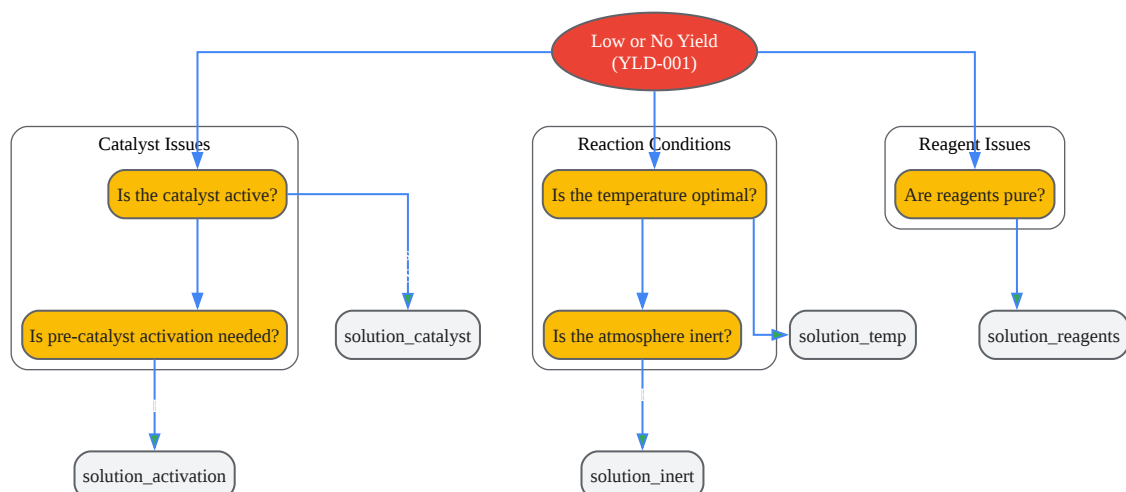 Low or No Yield
(YLD-001)
Catalyst Issues
Reaction Conditions
Reagent Issues
Is the catalyst active?
Is the temperature optimal?
Are reagents pure?
Is pre-catalyst activation needed?
solution_catalyst
Is the atmosphere inert?
solution_temp
solution_reagents
solution_activation
solution_inert